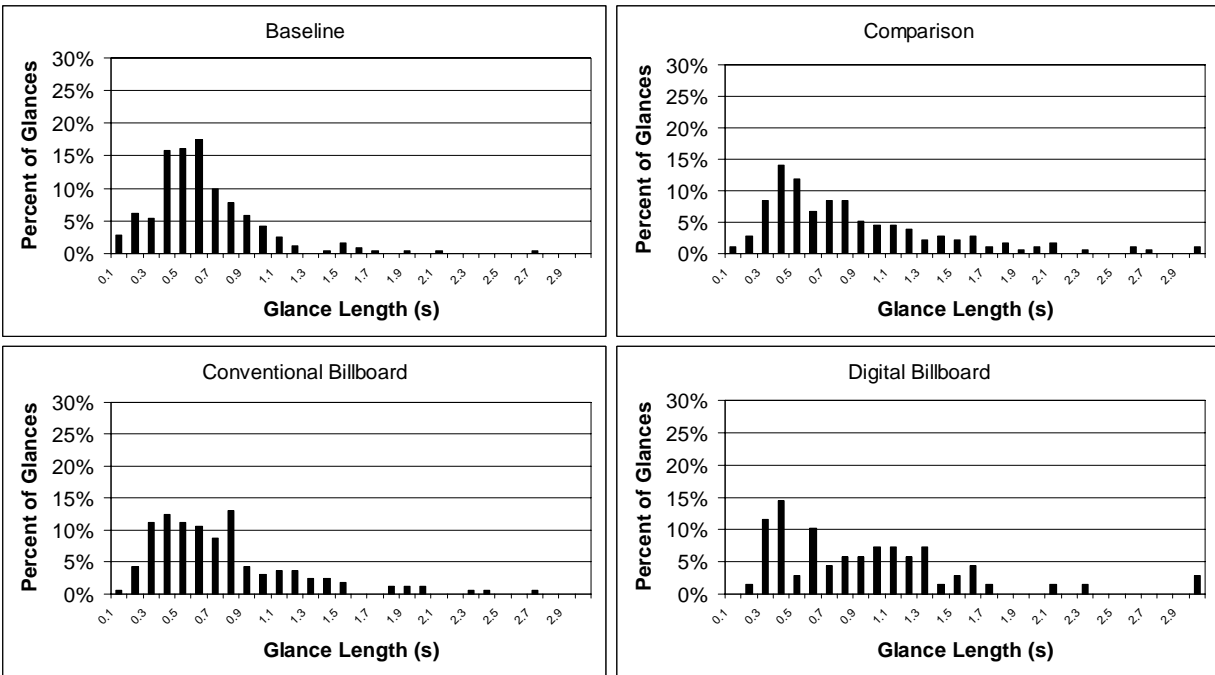 Baseline
Percent of Glances
30%
25%
20%
15%
10%
5%
0%
0.1 0.3 0.5 0.7 0.9 1.1 1.3 1.5 1.7 1.9 2.1 2.3 2.5 2.7 2.9
Glance Length (s)
Comparison
Percent of Glances
30%
25%
20%
15%
10%
5%
0%
0.1 0.3 0.5 0.7 0.9 1.1 1.3 1.5 1.7 1.9 2.1 2.3 2.5 2.7 2.9
Glance Length (s)
Conventional Billboard
Percent of Glances
30%
25%
20%
15%
10%
5%
0%
0.1 0.3 0.5 0.7 0.9 1.1 1.3 1.5 1.7 1.9 2.1 2.3 2.5 2.7 2.9
Glance Length (s)
Digital Billboard
Percent of Glances
30%
25%
20%
15%
10%
5%
0%
0.1 0.3 0.5 0.7 0.9 1.1 1.3 1.5 1.7 1.9 2.1 2.3 2.5 2.7 2.9
Glance Length (s)